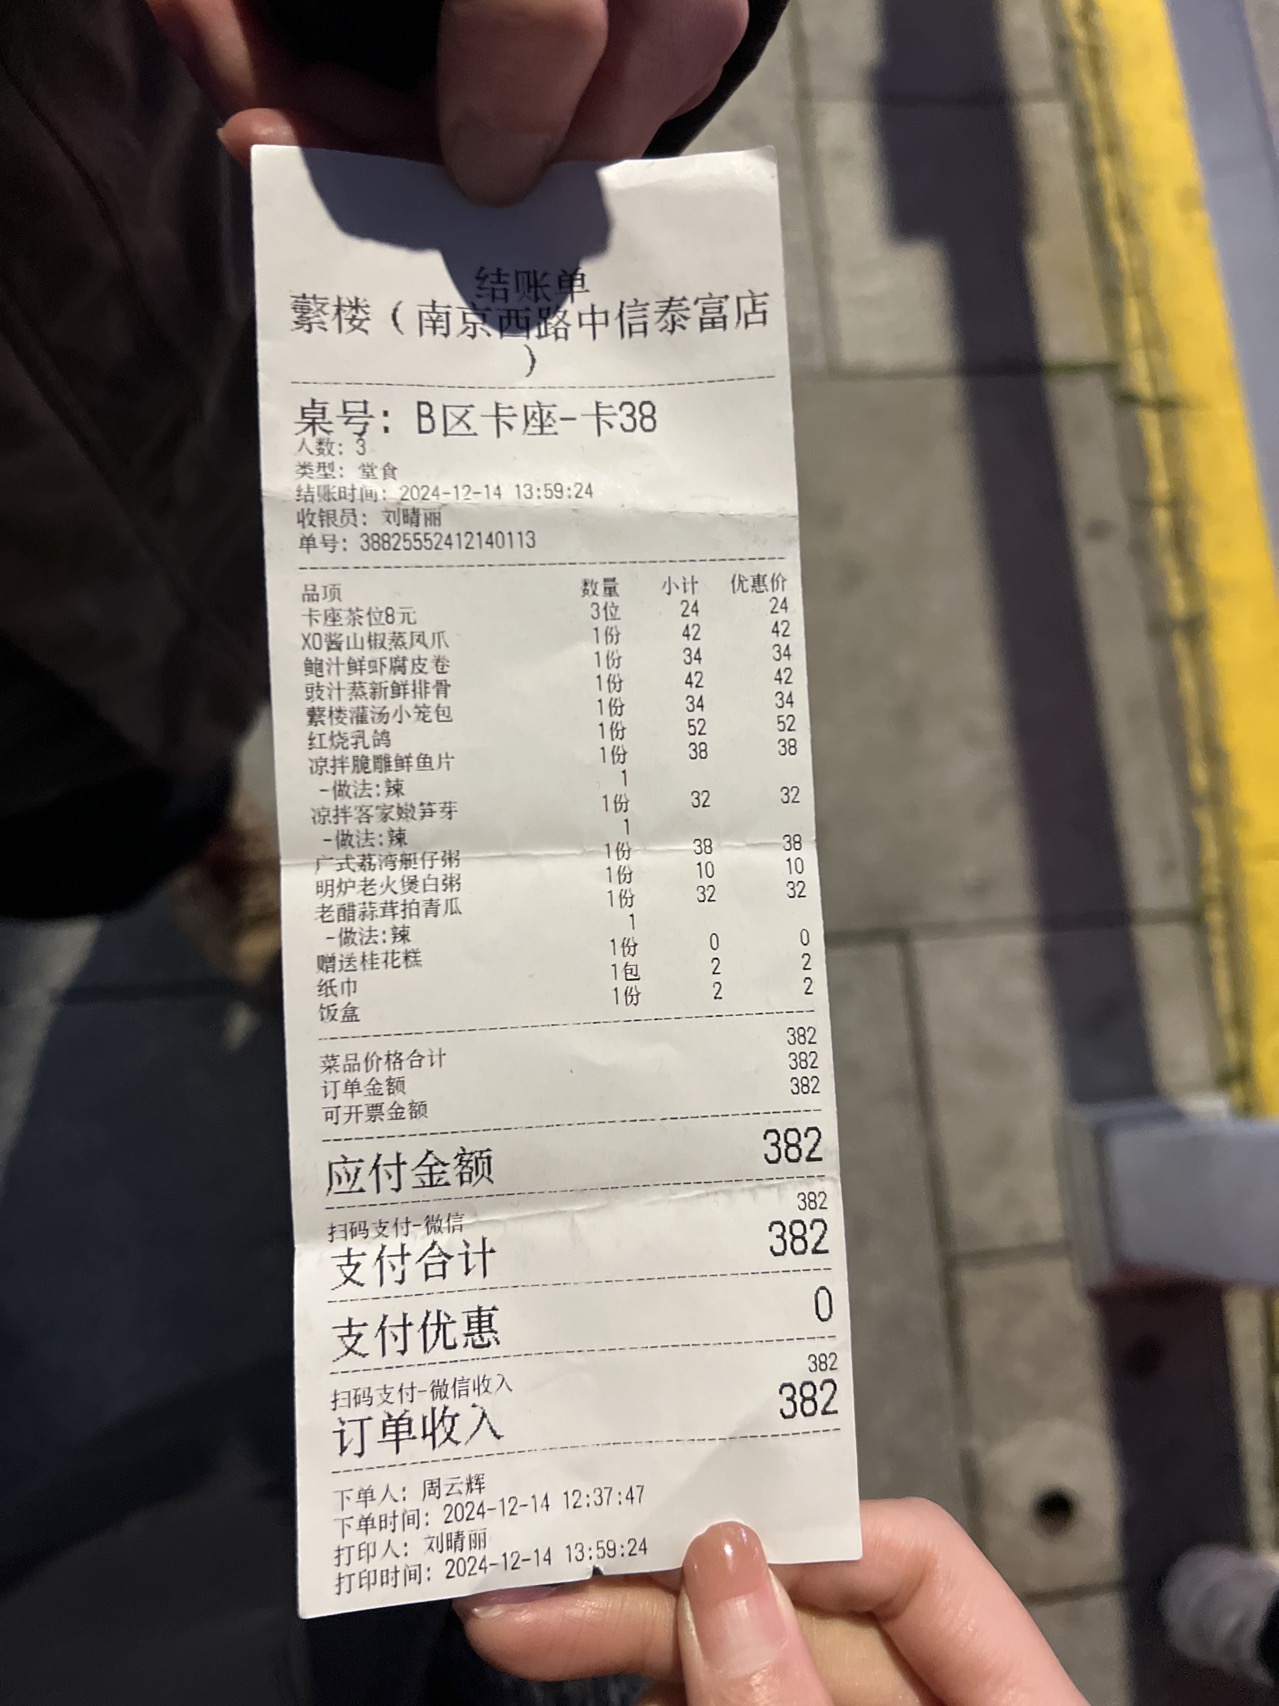 结账单
蘩楼（南京西路中信泰富店
）
桌号: B区卡座-卡38
人数: 3
类型: 堂食
结账时间: 2024-12-14 13:59:24
收银员: 刘晴丽
单号: 38825552412140113
品项 数量 小计 优惠价
卡座茶位8元 3位 24 24
XO酱山椒蒸凤爪 1份 42 42
鲍汁鲜虾腐皮卷 1份 34 34
豉汁蒸新鲜排骨 1份 42 42
蘩楼灌汤小笼包 1份 34 34
红烧乳鸽 1份 52 52
凉拌脆雕鲜鱼片 1份 38 38
-做法:辣 1
凉拌客家嫩笋芽 1份 32 32
-做法:辣 1
广式荔湾艇仔粥 1份 38 38
明炉老火煲白粥 1份 10 10
老醋蒜茸拍青瓜 1份 32 32
-做法:辣 1
赠送桂花糕 1份 0 0
纸巾 1包 2 2
饭盒 1份 2 2
菜品价格合计 382
订单金额 382
可开票金额 382
应付金额 382
扫码支付-微信 382
支付合计 382
支付优惠 0
扫码支付-微信收入 382
订单收入 382
下单人: 周云辉
下单时间: 2024-12-14 12:37:47
打印人: 刘晴丽
打印时间: 2024-12-14 13:59:24